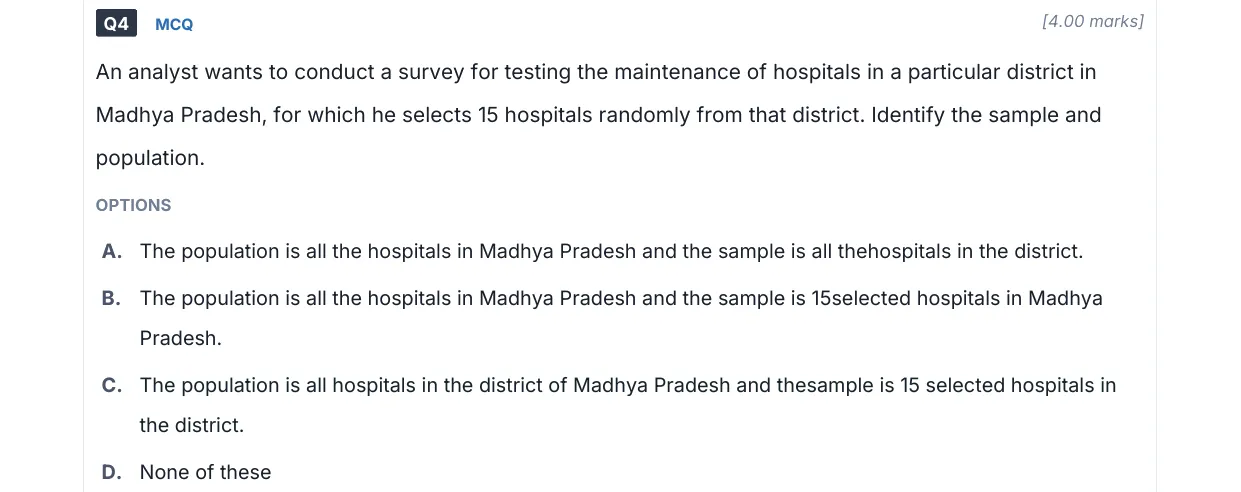 Q4 MCQ [4.00 marks]
An analyst wants to conduct a survey for testing the maintenance of hospitals in a particular district in
Madhya Pradesh, for which he selects 15 hospitals randomly from that district. Identify the sample and
population.
OPTIONS
A. The population is all the hospitals in Madhya Pradesh and the sample is all thehospitals in the district.
B. The population is all the hospitals in Madhya Pradesh and the sample is 15selected hospitals in Madhya
Pradesh.
C. The population is all hospitals in the district of Madhya Pradesh and thesample is 15 selected hospitals in
the district.
D. None of these